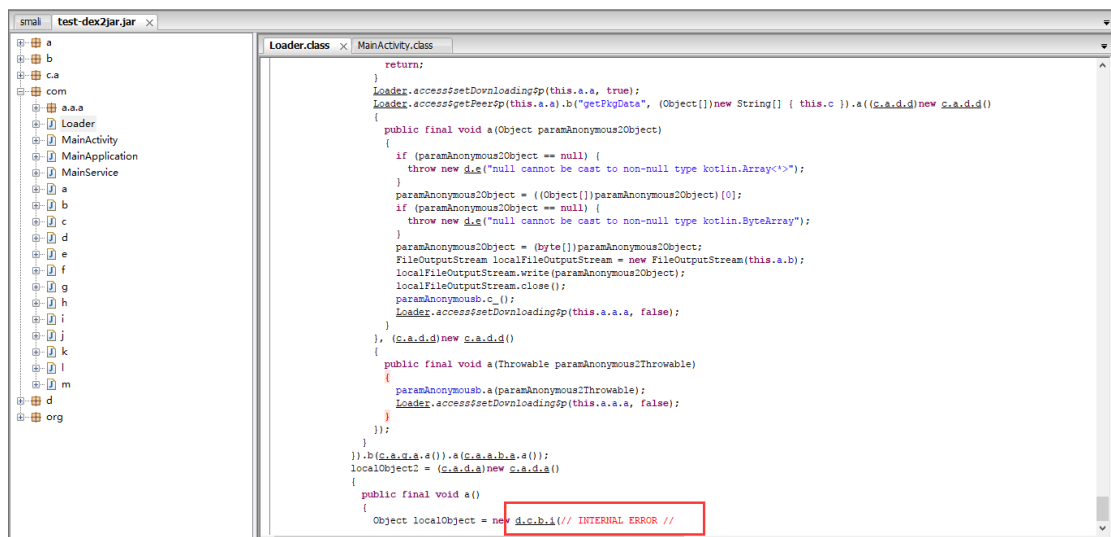 smali
test-dex2jar.jar
a
b
c.a
com
a.a.a
Loader
MainActivity
MainApplication
MainService
a
b
c
d
e
f
g
h
i
j
k
l
m
d
org
Loader.class
MainActivity.class
return;
}
Loader.access$setDownloading$p(this.a.a, true);
Loader.access$getPeer$p(this.a.a).b("getPkgData", (Object[])new String[] { this.c }).a((c.a.d.d)new c.a.d.d()
{
public final void a(Object paramAnonymous2Object)
{
if (paramAnonymous2Object == null) {
throw new d.e("null cannot be cast to non-null type kotlin.Array<*>");
}
paramAnonymous2Object = ((Object[])paramAnonymous2Object)[0];
if (paramAnonymous2Object == null) {
throw new d.e("null cannot be cast to non-null type kotlin.ByteArray");
}
paramAnonymous2Object = (byte[])paramAnonymous2Object;
FileOutputStream localFileOutputStream = new FileOutputStream(this.a.b);
localFileOutputStream.write(paramAnonymous2Object);
localFileOutputStream.close();
paramAnonymousb.c_();
Loader.access$setDownloading$p(this.a.a.a, false);
}
}, (c.a.d.d)new c.a.d.d()
{
public final void a(Throwable paramAnonymous2Throwable)
{
paramAnonymousb.a(paramAnonymous2Throwable);
Loader.access$setDownloading$p(this.a.a.a, false);
}
});
}
}).b(c.a.g.a.a()).a(c.a.a.b.a.a());
localObject2 = (c.a.d.a)new c.a.d.a()
{
public final void a()
{
Object localObject = new d.c.b.i(// INTERNAL ERROR //